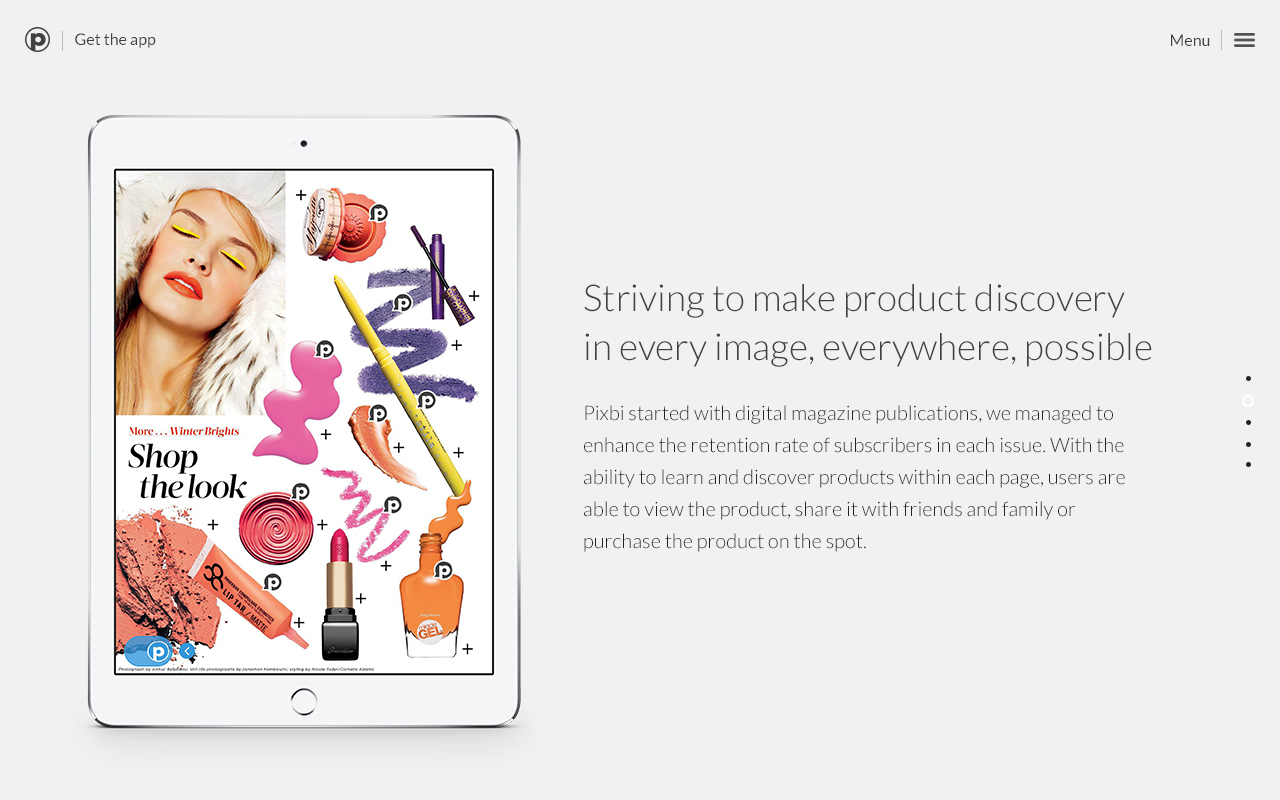 Get the app
Menu
More . . . Winter Brights
Shop
the look
LIP TAR / MATTE
GEL
Striving to make product discovery
in every image, everywhere, possible
Pixbi started with digital magazine publications, we managed to
enhance the retention rate of subscribers in each issue. With the
ability to learn and discover products within each page, users are
able to view the product, share it with friends and family or
purchase the product on the spot.